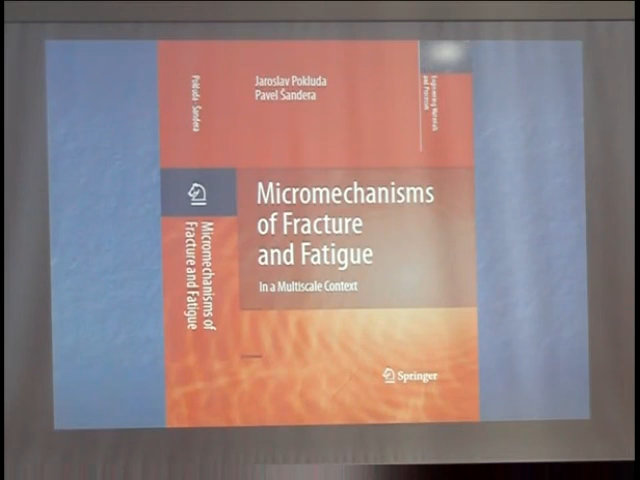 Pokluda · Šandera
Micromechanisms of
Fracture and Fatigue
Jaroslav Pokluda
Pavel Šandera
Engineering Materials
and Processes
Micromechanisms
of Fracture
and Fatigue
In a Multiscale Context
Springer